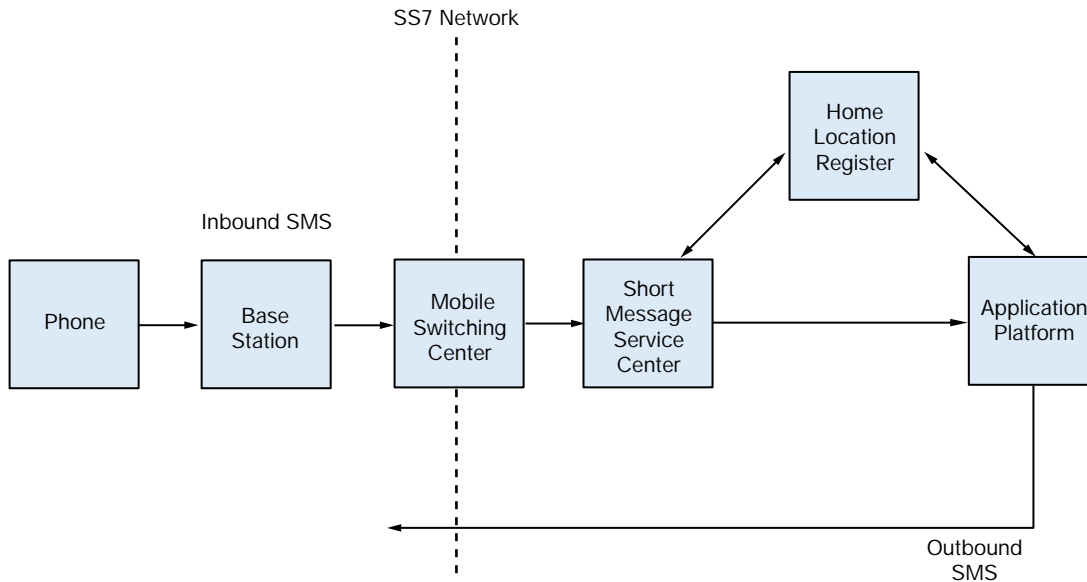 SS7 Network
Home
Location
Register
Inbound SMS
Phone
Base
Station
Mobile
Switching
Center
Short
Message
Service
Center
Application
Platform
Outbound
SMS